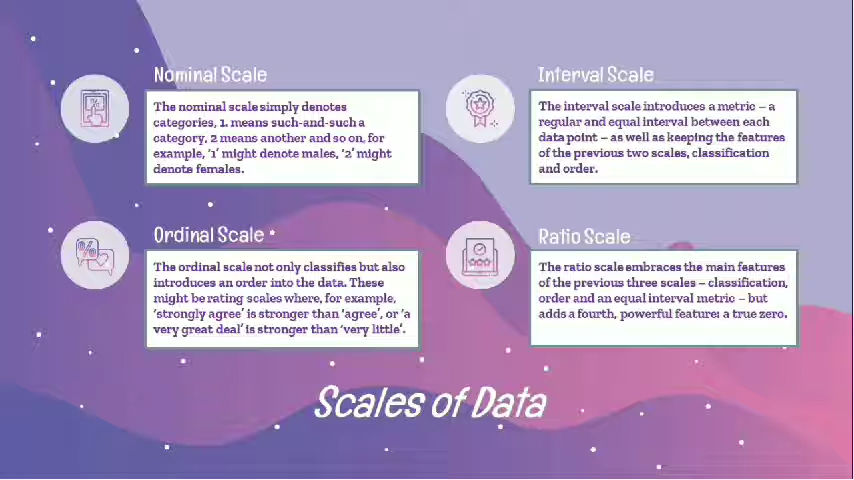 Nominal Scale
The nominal scale simply denotes
categories, 1. means such-and-such a
category, 2 means another and so on, for
example, '1' might denote males, '2' might
denote females.
Interval Scale
The interval scale introduces a metric – a
regular and equal interval between each
data point – as well as keeping the features
of the previous two scales, classification
and order.
Ordinal Scale
The ordinal scale not only classifies but also
introduces an order into the data. These
might be rating scales where, for example,
'strongly agree' is stronger than 'agree', or 'a
very great deal' is stronger than 'very little'.
Ratio Scale
The ratio scale embraces the main features
of the previous three scales – classification,
order and an equal interval metric – but
adds a fourth, powerful feature: a true zero.
Scales of Data